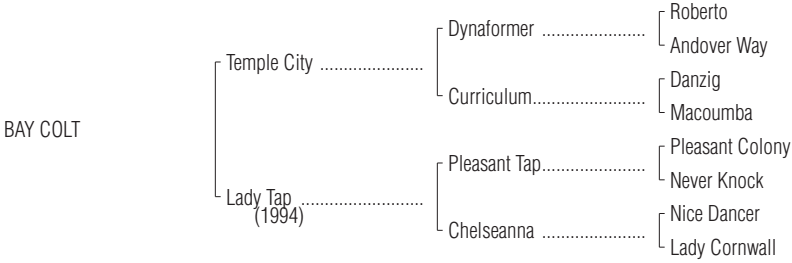 Roberto
Dynaformer ......................
Andover Way
Temple City ......................
Danzig
Curriculum........................
Macoumba
BAY COLT
Pleasant Colony
Pleasant Tap......................
Never Knock
Lady Tap ..........................
(1994)
Nice Dancer
Chelseanna ......................
Lady Cornwall